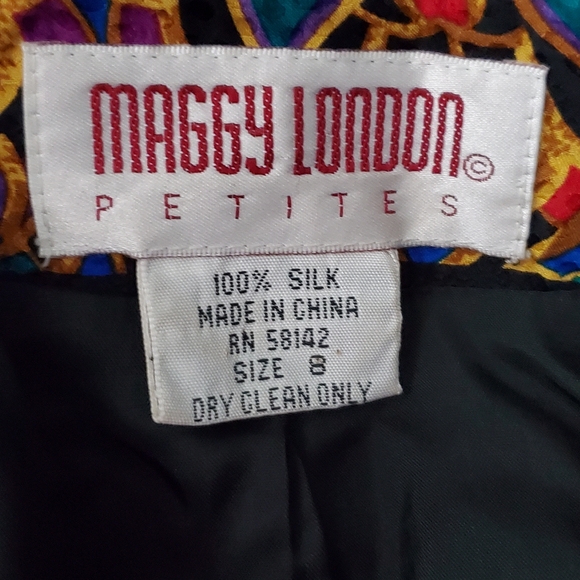 MAGGY LONDON ©
PETITES
100% SILK
MADE IN CHINA
RN 58142
SIZE 8
DRY CLEAN ONLY